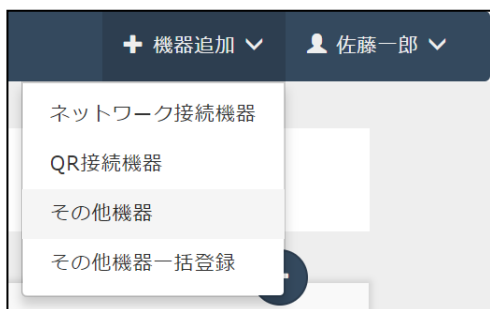 機器追加
佐藤一郎
ネットワーク接続機器
QR接続機器
その他機器
その他機器一括登録